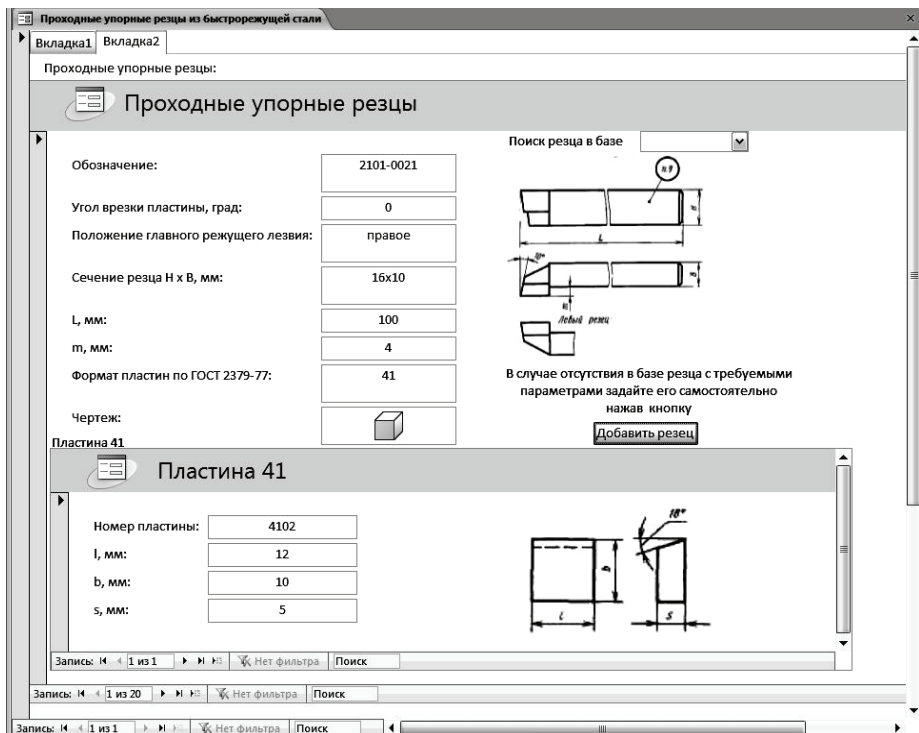 Проходные упорные резцы из быстрорежущей стали
Вкладка1 Вкладка2
Проходные упорные резцы:
Проходные упорные резцы
Поиск резца в базе
Обозначение: 2101-0021
Угол врезки пластины, град: 0
Положение главного режущего лезвия: правое
Сечение резца H x B, мм: 16x10
L, мм: 100
m, мм: 4
Формат пластин по ГОСТ 2379-77: 41
Чертеж:
п.9
H
L
10°
B
m
Левый резец
В случае отсутствия в базе резца с требуемыми
параметрами задайте его самостоятельно
нажав кнопку
Добавить резец
Пластина 41
Пластина 41
Номер пластины: 4102
l, мм: 12
b, мм: 10
s, мм: 5
18°
b
l
s
Запись: 1 из 1 Нет фильтра Поиск
Запись: 1 из 20 Нет фильтра Поиск
Запись: 1 из 1 Нет фильтра Поиск